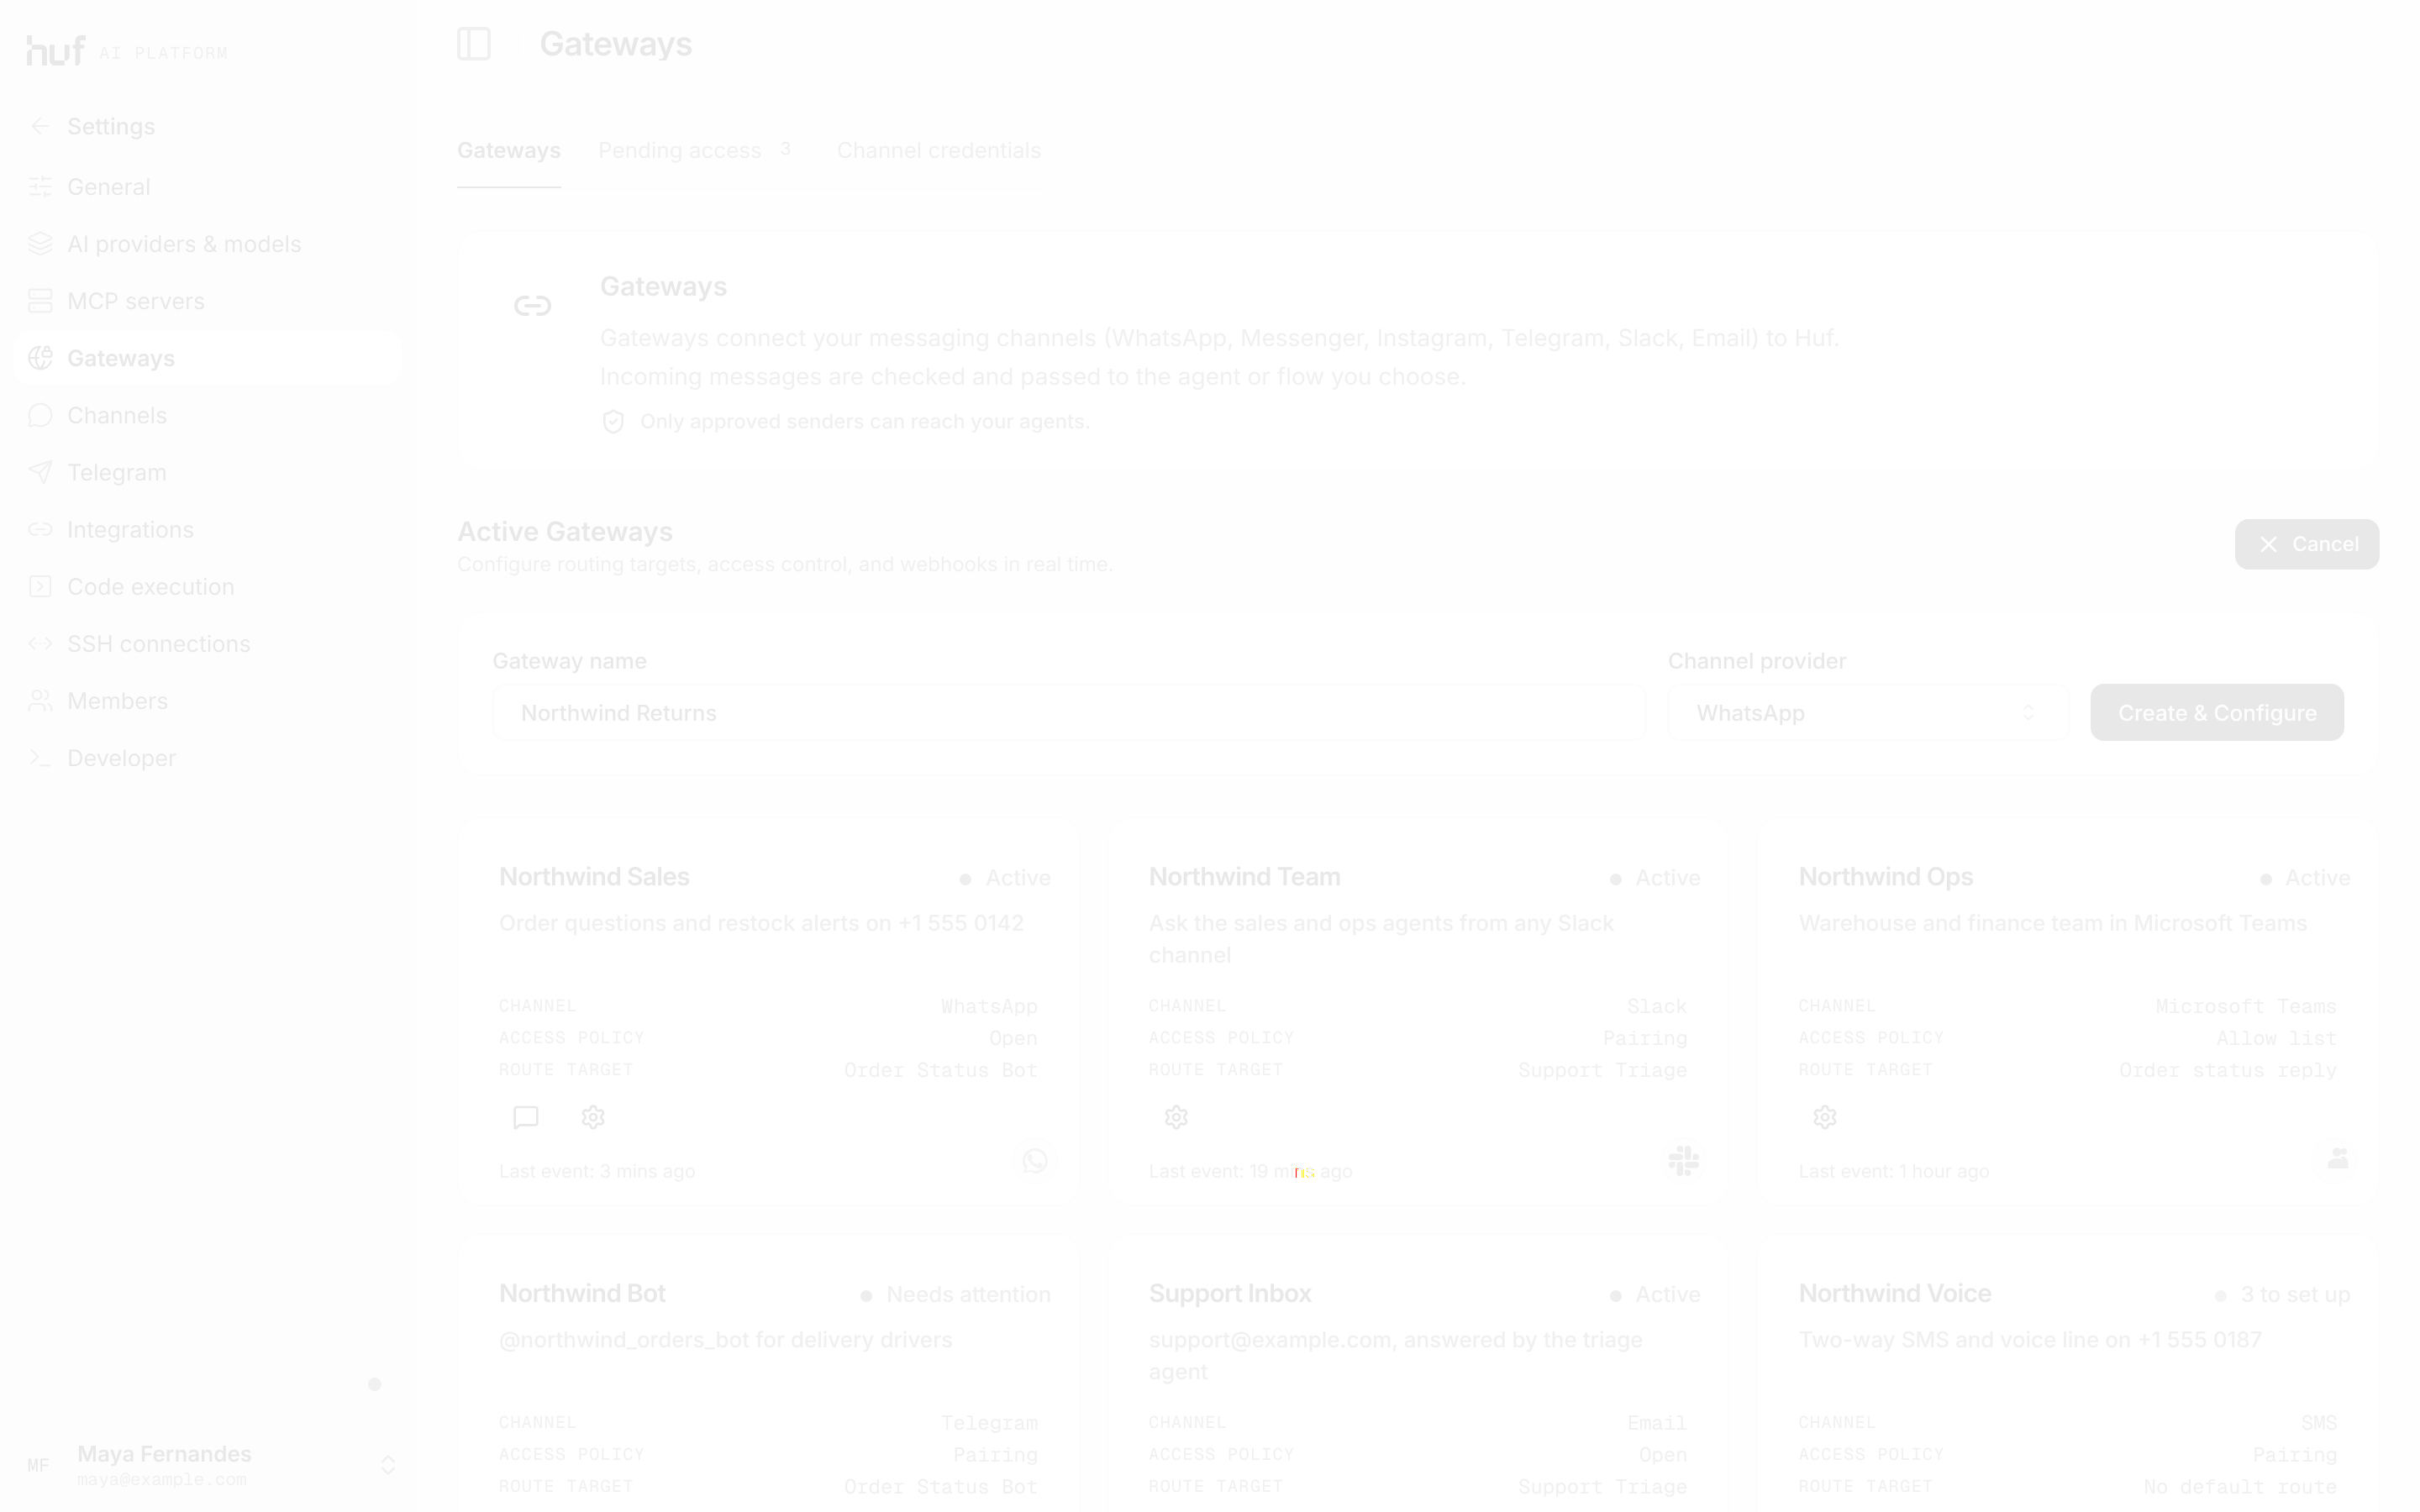 huf AI PLATFORM
Settings
General
AI providers & models
MCP servers
Gateways
Channels
Telegram
Integrations
Code execution
SSH connections
Members
Developer
MF
Maya Fernandes
maya@example.com
Gateways
Gateways Pending access 3 Channel credentials
Gateways
Gateways connect your messaging channels (WhatsApp, Messenger, Instagram, Telegram, Slack, Email) to Huf.
Incoming messages are checked and passed to the agent or flow you choose.
Only approved senders can reach your agents.
Active Gateways
Configure routing targets, access control, and webhooks in real time.
Cancel
Gateway name
Northwind Returns
Channel provider
WhatsApp
Create & Configure
Northwind Sales
Active
Order questions and restock alerts on +1 555 0142
CHANNEL WhatsApp
ACCESS POLICY Open
ROUTE TARGET Order Status Bot
Last event: 3 mins ago
Northwind Team
Active
Ask the sales and ops agents from any Slack
channel
CHANNEL Slack
ACCESS POLICY Pairing
ROUTE TARGET Support Triage
Last event: 19 mins ago
Northwind Ops
Active
Warehouse and finance team in Microsoft Teams
CHANNEL Microsoft Teams
ACCESS POLICY Allow list
ROUTE TARGET Order status reply
Last event: 1 hour ago
Northwind Bot
Needs attention
@northwind_orders_bot for delivery drivers
CHANNEL Telegram
ACCESS POLICY Pairing
ROUTE TARGET Order Status Bot
Support Inbox
Active
support@example.com, answered by the triage
agent
CHANNEL Email
ACCESS POLICY Open
ROUTE TARGET Support Triage
Northwind Voice
3 to set up
Two-way SMS and voice line on +1 555 0187
CHANNEL SMS
ACCESS POLICY Pairing
ROUTE TARGET No default route